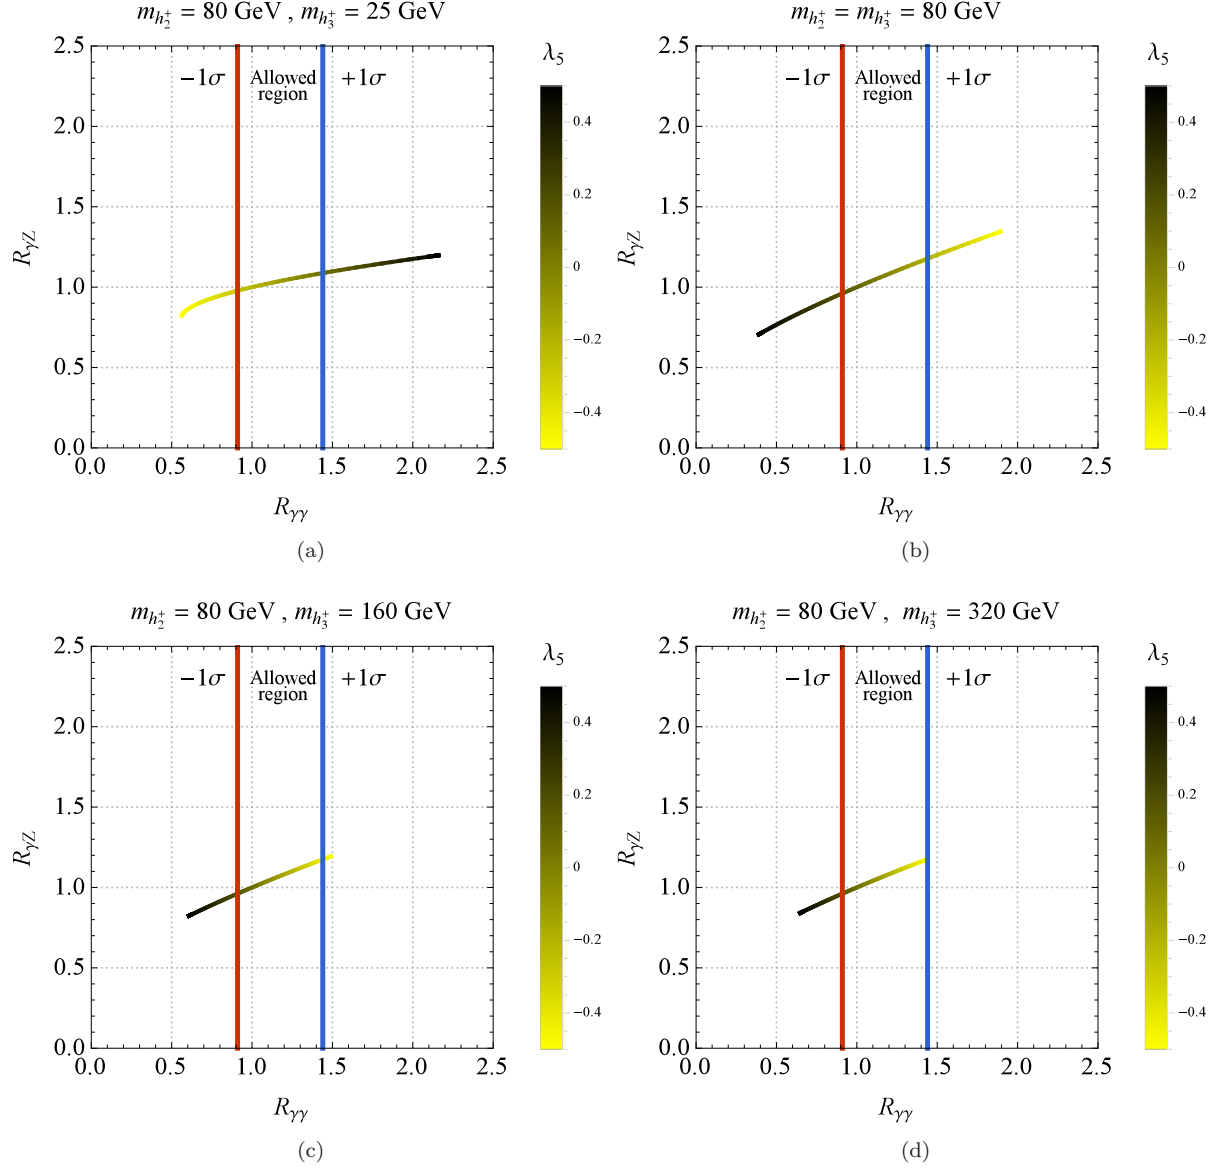 m_{h_2^+} = 80 GeV , m_{h_3^+} = 25 GeV
2.5
2.0
1.5
1.0
0.5
0.0
R_{γZ}
−1σ
Allowed
region
+1σ
0.0 0.5 1.0 1.5 2.0 2.5
R_{γγ}
λ_5
0.4
0.2
0
−0.2
−0.4
(a)
m_{h_2^+} = m_{h_3^+} = 80 GeV
2.5
2.0
1.5
1.0
0.5
0.0
R_{γZ}
−1σ
Allowed
region
+1σ
0.0 0.5 1.0 1.5 2.0 2.5
R_{γγ}
λ_5
0.4
0.2
0
−0.2
−0.4
(b)
m_{h_2^+} = 80 GeV , m_{h_3^+} = 160 GeV
2.5
2.0
1.5
1.0
0.5
0.0
R_{γZ}
−1σ
Allowed
region
+1σ
0.0 0.5 1.0 1.5 2.0 2.5
R_{γγ}
λ_5
0.4
0.2
0
−0.2
−0.4
(c)
m_{h_2^+} = 80 GeV , m_{h_3^+} = 320 GeV
2.5
2.0
1.5
1.0
0.5
0.0
R_{γZ}
−1σ
Allowed
region
+1σ
0.0 0.5 1.0 1.5 2.0 2.5
R_{γγ}
λ_5
0.4
0.2
0
−0.2
−0.4
(d)